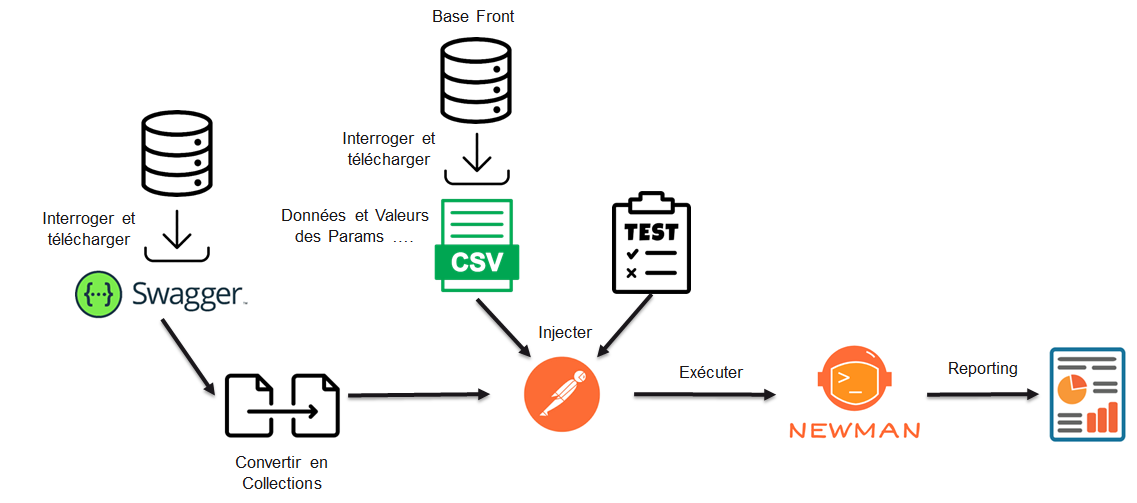 Base Front
Interroger et
télécharger
Interroger et
télécharger
Données et Valeurs
des Params ....
CSV
TEST
Swagger™
Injecter
Exécuter
>_
NEWMAN
Reporting
Convertir en
Collections